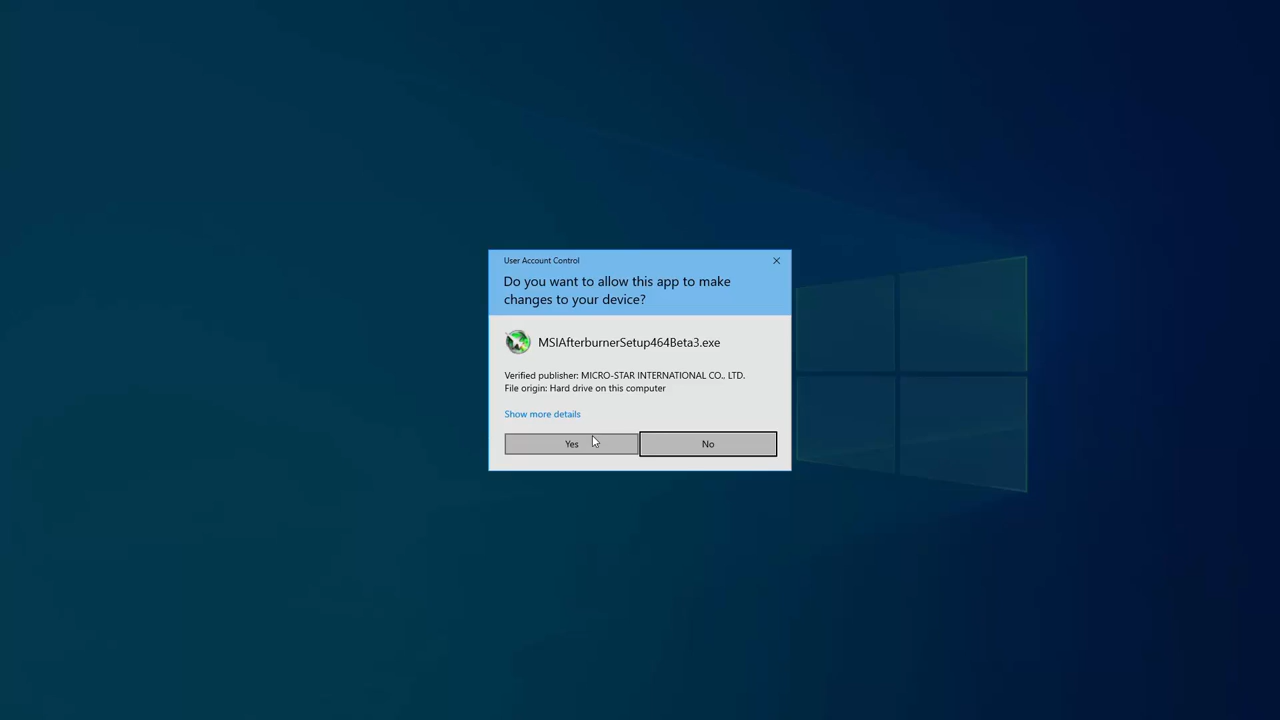 User Account Control
Do you want to allow this app to make
changes to your device?
MSIAfterburnerSetup464Beta3.exe
Verified publisher: MICRO-STAR INTERNATIONAL CO., LTD.
File origin: Hard drive on this computer
Show more details
Yes
No